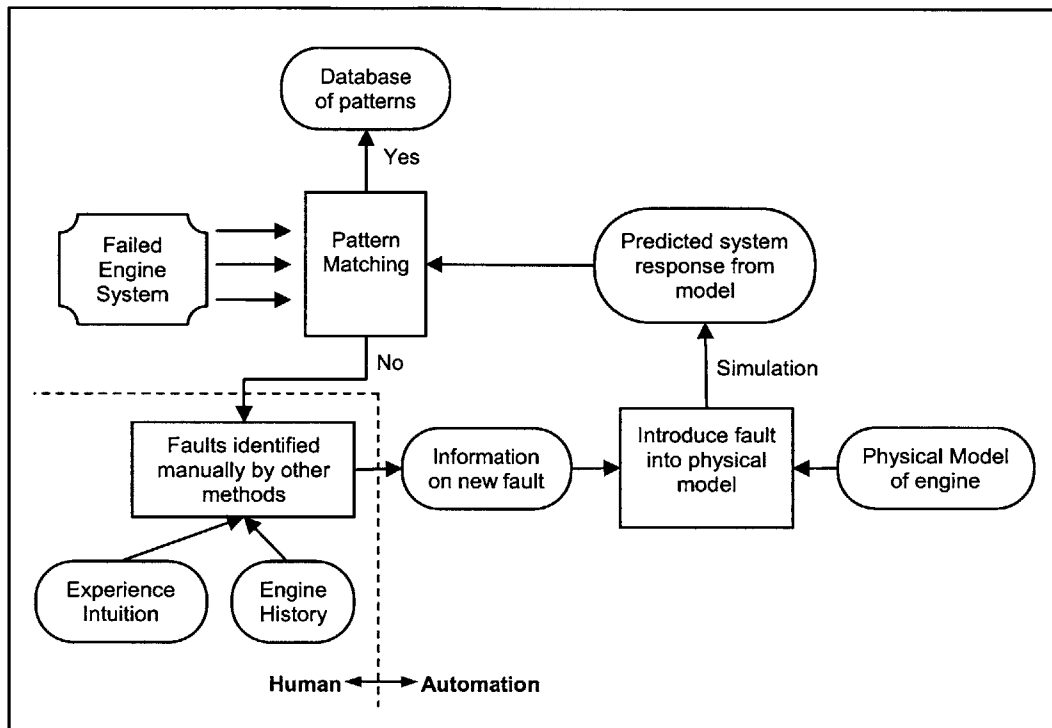 Database
of patterns
Yes
Failed
Engine
System
Pattern
Matching
Predicted system
response from
model
No
Simulation
Faults identified
manually by other
methods
Information
on new fault
Introduce fault
into physical
model
Physical Model
of engine
Experience
Intuition
Engine
History
Human
Automation